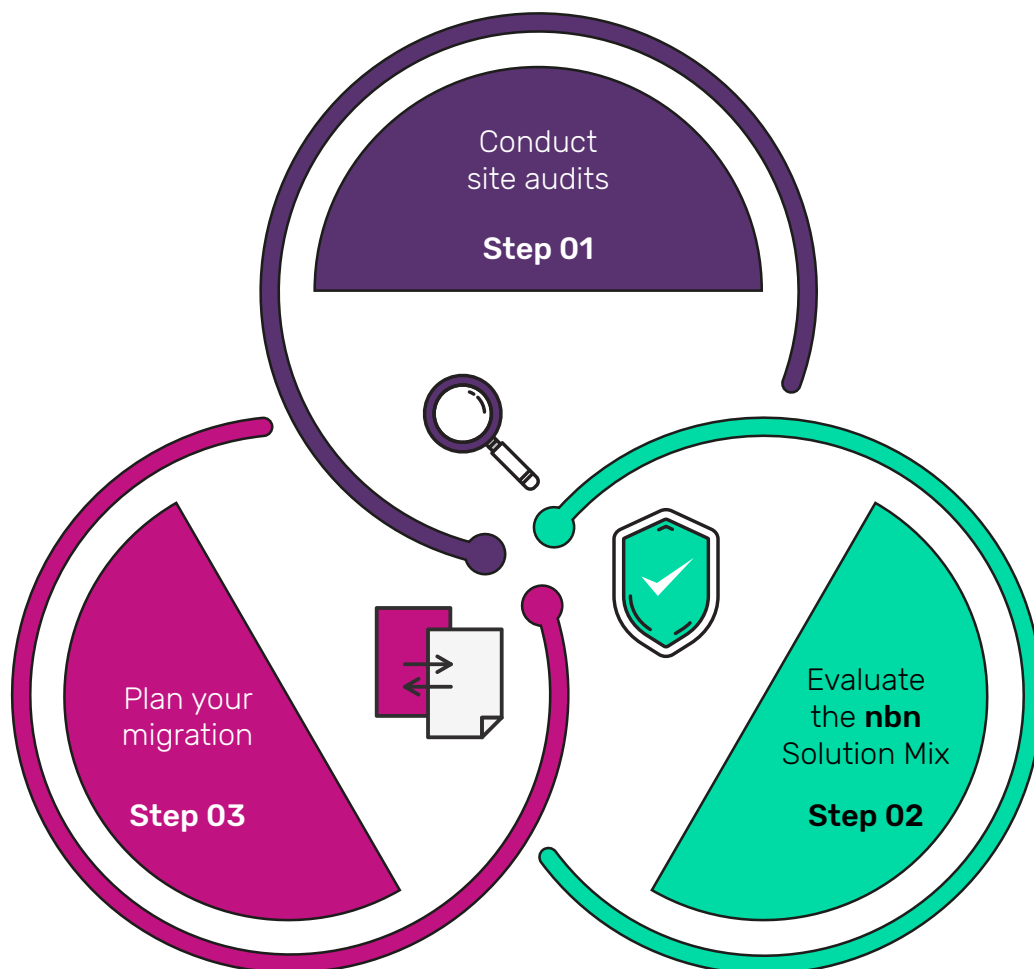 Conduct
site audits
Step 01
Evaluate
the nbn
Solution Mix
Step 02
Plan your
migration
Step 03